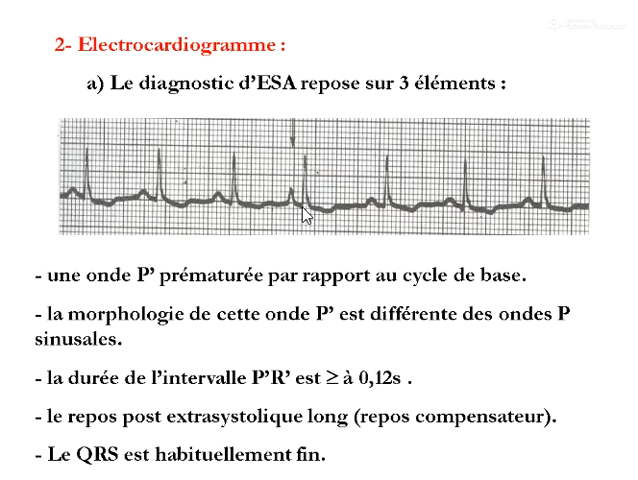 2- Electrocardiogramme :
a) Le diagnostic d’ESA repose sur 3 éléments :
- une onde P’ prématurée par rapport au cycle de base.
- la morphologie de cette onde P’ est différente des ondes P
sinusales.
- la durée de l’intervalle P’R’ est ≥ à 0,12s .
- le repos post extrasystolique long (repos compensateur).
- Le QRS est habituellement fin.